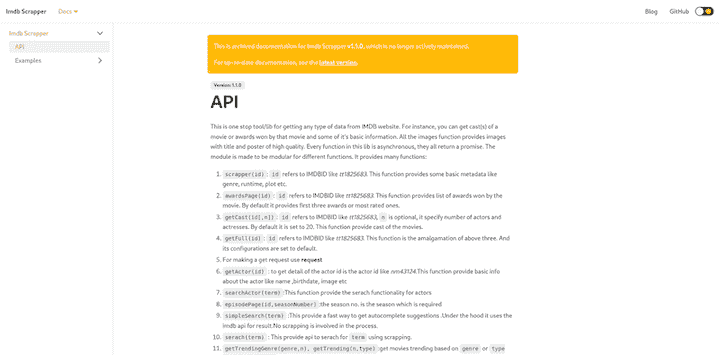 Imdb Scrapper
Docs
Blog
GitHub
Imdb Scrapper
API
Examples
This is archived documentation for Imdb Scrapper v1.1.0, which is no longer actively maintained.
For up-to-date documentation, see the latest version.
Version: 1.1.0
API
This is one stop tool/lib for getting any type of data from IMDB website. For instance, you can get cast(s) of a
movie or awards won by that movie and some of it's basic information. All the images function provides images
with title and poster of high quality. Every function in this lib is asynchronous, they all return a promise. The
module is made to be modular for different functions. It provides many functions:
1. scrapper(id) : id refers to IMDBID like tt1825683. This function provides some basic metadata like
genre, runtime, plot etc.
2. awardsPage(id) : id refers to IMDBID like tt1825683. This function provides list of awards won by the
movie. By default it provides first three awards or most rated ones.
3. getCast(id[,n]) : id refers to IMDBID like tt1825683, n is optional, it specify number of actors and
actresses. By default it is set to 20. This function provide cast of the movies.
4. getFull(id) : id refers to IMDBID like tt1825683. This function is the amalgamation of above three. And
its configurations are set to default.
5. For making a get request use request
6. getActor(id) : to get detail of the actor id is the actor id like nm43124.This function provide basic info
about the actor like name ,birthdate, image etc
7. searchActor(term) :This function provide the serach functionality for actors
8. episodePage(id,seasonNumber) :the season no. is the season which is required
9. simpleSearch(term) :This provide a fast way to get autocomplete suggestions .Under the hood it uses the
imdb api for result.No scrapping is involved in the process.
10. serach(term) : This provide api to serach for term using scrapping.
11. getTrendingGenre(genre,n), getTrending(n,type) :get movies trending based on genre or type